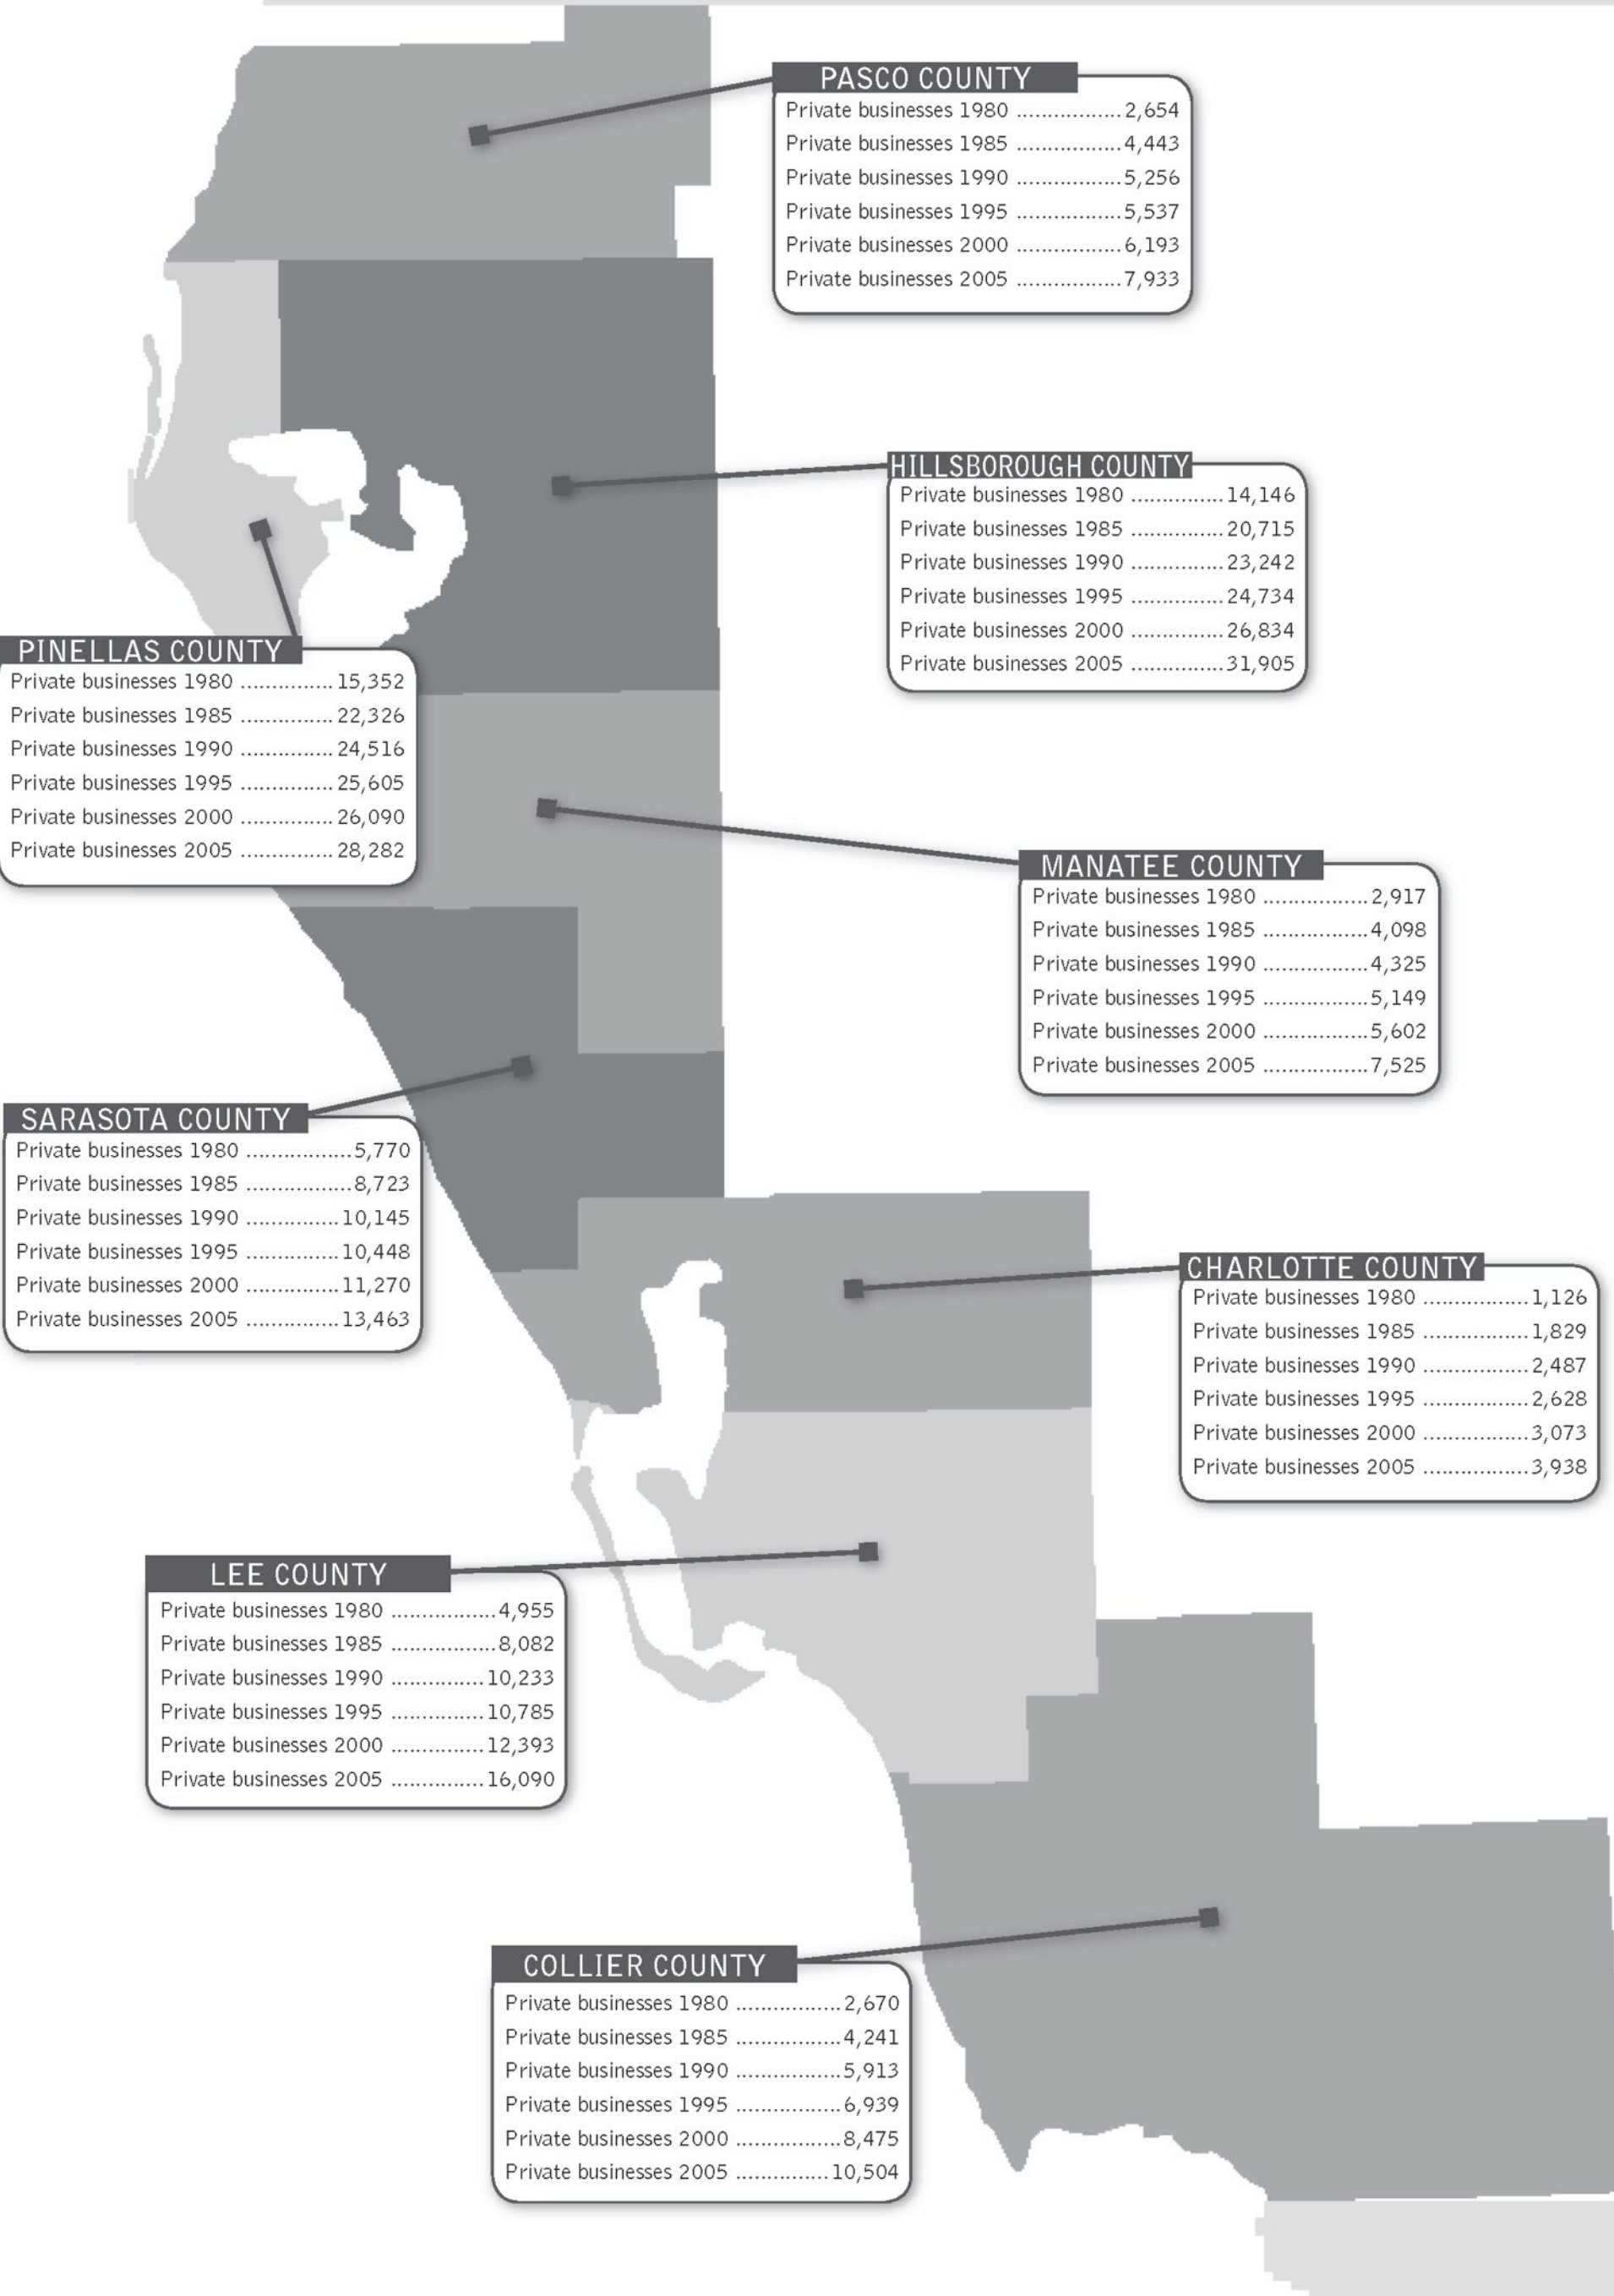 PASCO COUNTY
Private businesses 1980 .................2,654
Private businesses 1985 .................4,443
Private businesses 1990 .................5,256
Private businesses 1995 .................5,537
Private businesses 2000 .................6,193
Private businesses 2005 .................7,933
HILLSBOROUGH COUNTY
Private businesses 1980 ...............14,146
Private businesses 1985 ...............20,715
Private businesses 1990 ...............23,242
Private businesses 1995 ...............24,734
Private businesses 2000 ...............26,834
Private businesses 2005 ...............31,905
PINELLAS COUNTY
Private businesses 1980 ...............15,352
Private businesses 1985 ...............22,326
Private businesses 1990 ...............24,516
Private businesses 1995 ...............25,605
Private businesses 2000 ...............26,090
Private businesses 2005 ...............28,282
MANATEE COUNTY
Private businesses 1980 .................2,917
Private businesses 1985 .................4,098
Private businesses 1990 .................4,325
Private businesses 1995 .................5,149
Private businesses 2000 .................5,602
Private businesses 2005 .................7,525
SARASOTA COUNTY
Private businesses 1980 .................5,770
Private businesses 1985 .................8,723
Private businesses 1990 ...............10,145
Private businesses 1995 ...............10,448
Private businesses 2000 ...............11,270
Private businesses 2005 ...............13,463
CHARLOTTE COUNTY
Private businesses 1980 .................1,126
Private businesses 1985 .................1,829
Private businesses 1990 .................2,487
Private businesses 1995 .................2,628
Private businesses 2000 .................3,073
Private businesses 2005 .................3,938
LEE COUNTY
Private businesses 1980 .................4,955
Private businesses 1985 .................8,082
Private businesses 1990 ...............10,233
Private businesses 1995 ...............10,785
Private businesses 2000 ...............12,393
Private businesses 2005 ...............16,090
COLLIER COUNTY
Private businesses 1980 .................2,670
Private businesses 1985 .................4,241
Private businesses 1990 .................5,913
Private businesses 1995 .................6,939
Private businesses 2000 .................8,475
Private businesses 2005 ...............10,504